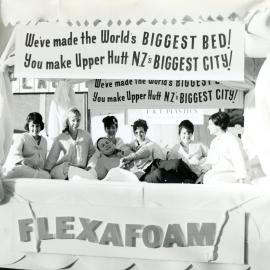 We've made the World's BIGGEST BED!
You make Upper Hutt NZ's BIGGEST CITY!
We've made the World's BIGGEST
You make Upper Hutt NZ's BIGGEST CITY!
PLASTICS
FLEXAFOAM